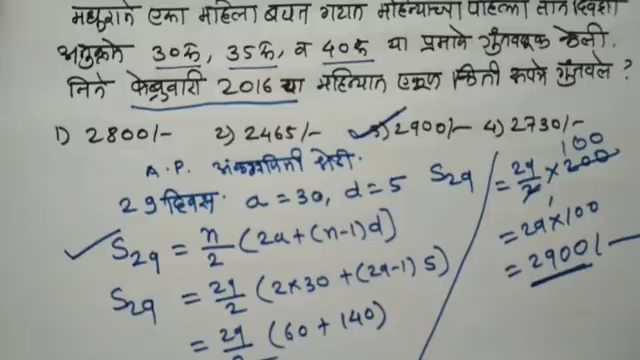 मधुराने एका महिला बचत गटात महिन्याच्या पहिल्या तीन दिवशी
अनुक्रमे 30रु, 35रु, व 40रु या प्रमाणे गुंतवणूक केली.
तिने फेब्रुवारी 2016 या महिन्यात एकूण किती रूपये गुंतवले ?
1) 2800/- 2) 2465/- 3) 2900/- 4) 2730/-
A.P. अंकगणिती श्रेढी.
29 दिवस. a = 30, d = 5
S29 = n/2 (2a+(n-1)d)
S29 = 29/2 (2×30 + (29-1) 5)
= 29/2 (60 + 140)
S29 = 29/2 × 200 100
= 29×100
= 2900/-